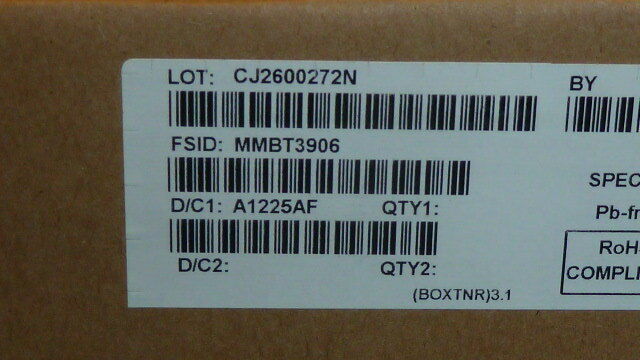 LOT: CJ2600272N
BY
FSID: MMBT3906
SPEC
D/C1: A1225AF QTY1:
Pb-fr
RoH
D/C2: QTY2:
COMPLI
(BOXTNR)3.1